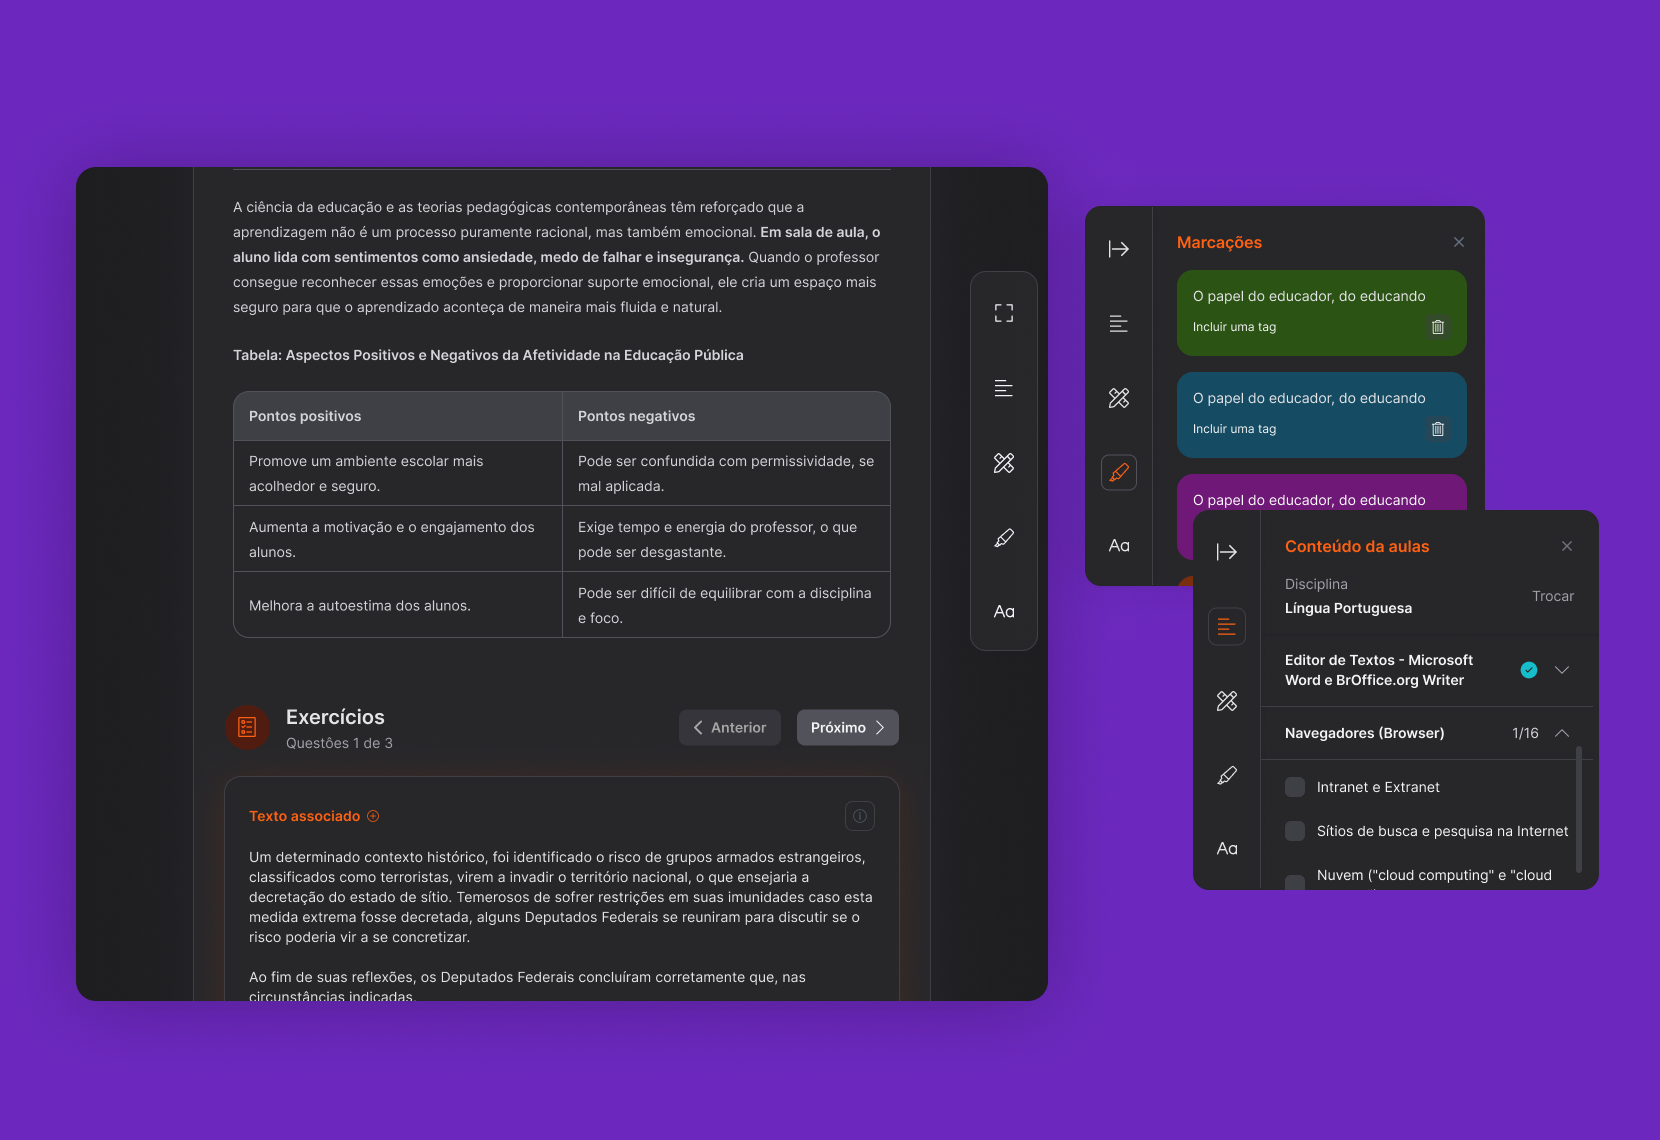 A ciência da educação e as teorias pedagógicas contemporâneas têm reforçado que a
aprendizagem não é um processo puramente racional, mas também emocional. Em sala de aula, o
aluno lida com sentimentos como ansiedade, medo de falhar e insegurança. Quando o professor
consegue reconhecer essas emoções e proporcionar suporte emocional, ele cria um espaço mais
seguro para que o aprendizado aconteça de maneira mais fluida e natural.
Tabela: Aspectos Positivos e Negativos da Afetividade na Educação Pública
Pontos positivos
Pontos negativos
Promove um ambiente escolar mais
acolhedor e seguro.
Pode ser confundida com permissividade, se
mal aplicada.
Aumenta a motivação e o engajamento dos
alunos.
Exige tempo e energia do professor, o que
pode ser desgastante.
Melhora a autoestima dos alunos.
Pode ser difícil de equilibrar com a disciplina
e foco.
Exercícios
Questões 1 de 3
Anterior
Próximo
Texto associado
Um determinado contexto histórico, foi identificado o risco de grupos armados estrangeiros,
classificados como terroristas, virem a invadir o território nacional, o que ensejaria a
decretação do estado de sítio. Temerosos de sofrer restrições em suas imunidades caso esta
medida extrema fosse decretada, alguns Deputados Federais se reuniram para discutir se o
risco poderia vir a se concretizar.
Ao fim de suas reflexões, os Deputados Federais concluíram corretamente que, nas
circunstâncias indicadas,
Aa
Marcações
O papel do educador, do educando
Incluir uma tag
O papel do educador, do educando
Incluir uma tag
O papel do educador, do educando
Aa
Conteúdo da aulas
Disciplina
Língua Portuguesa
Trocar
Editor de Textos - Microsoft
Word e BrOffice.org Writer
Navegadores (Browser)
1/16
Intranet e Extranet
Sítios de busca e pesquisa na Internet
Nuvem ("cloud computing" e "cloud
Aa